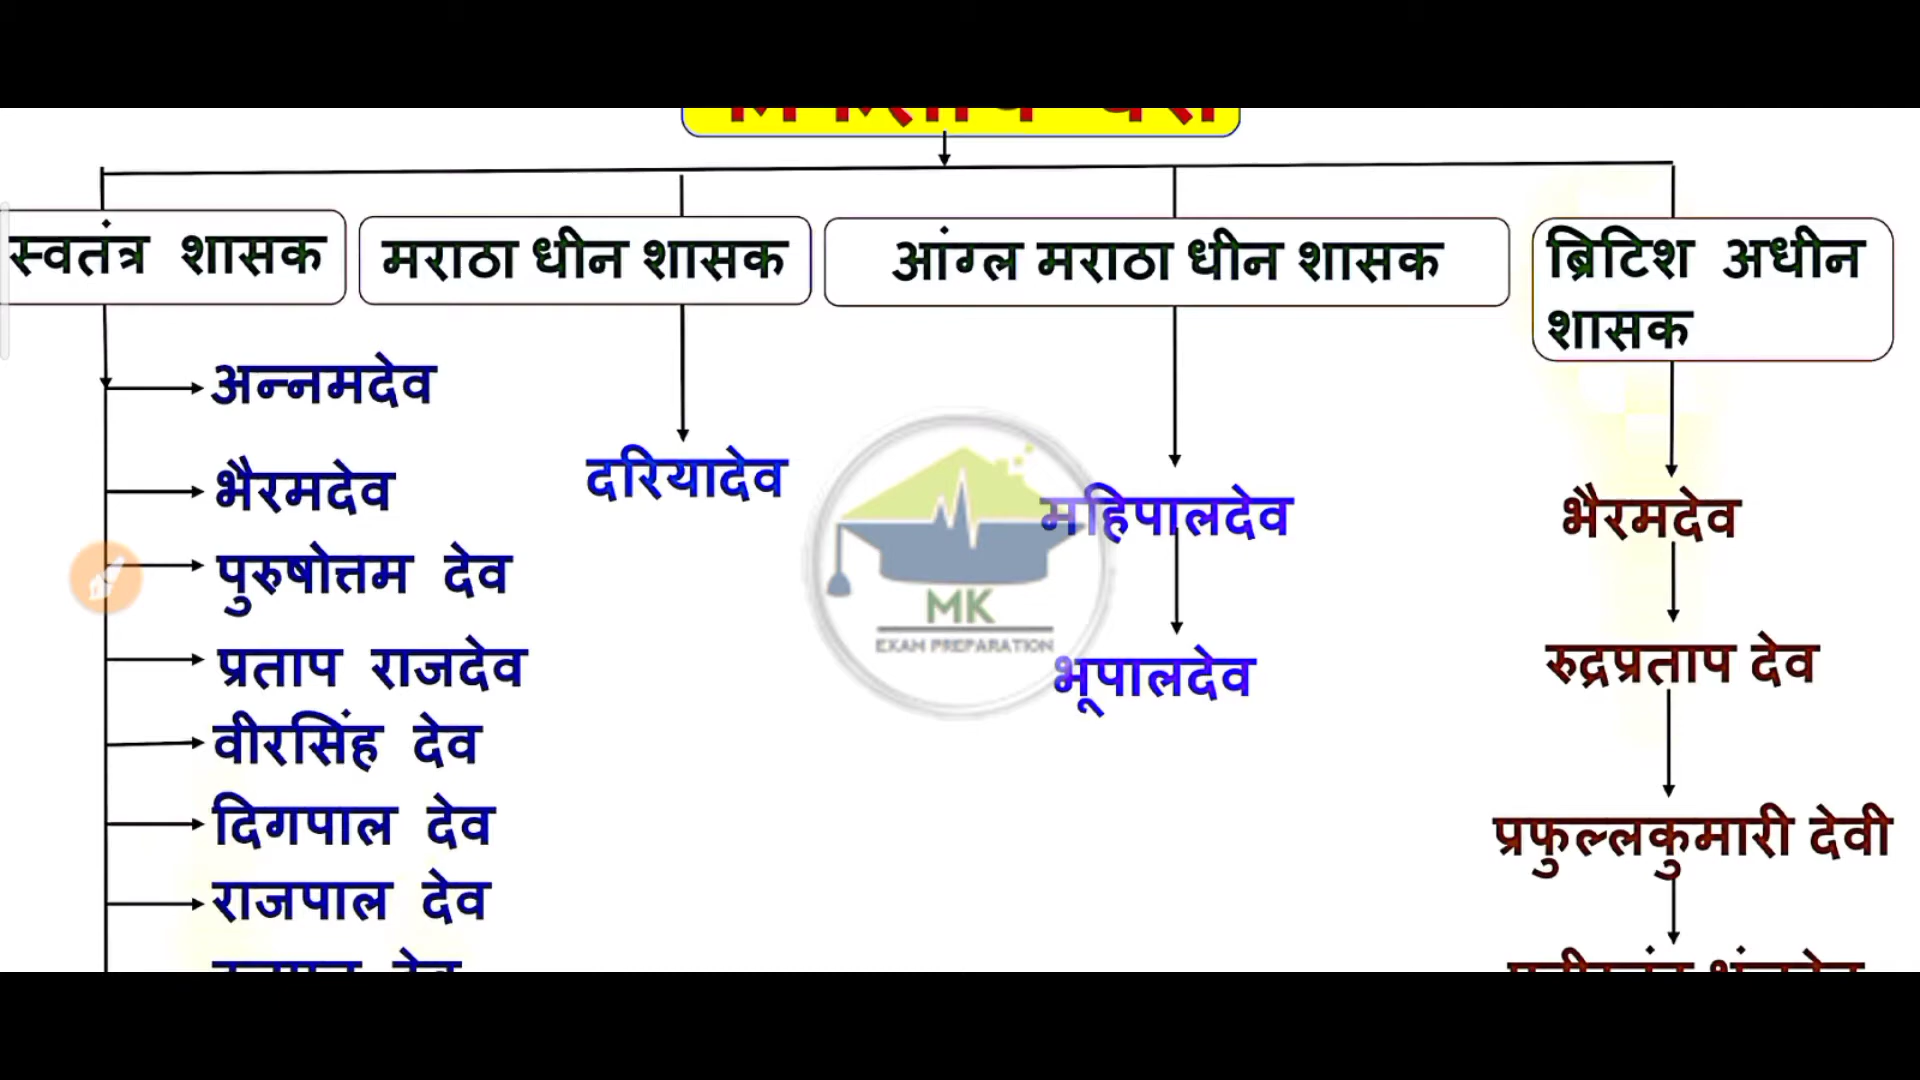 स्वतंत्र शासक
मराठा धीन शासक
आंग्ल मराठा धीन शासक
ब्रिटिश अधीन
शासक
अन्नमदेव
भैरमदेव
पुरुषोत्तम देव
प्रताप राजदेव
वीरसिंह देव
दिगपाल देव
राजपाल देव
दरियादेव
महिपालदेव
भूपालदेव
भैरमदेव
रुद्रप्रताप देव
प्रफुल्लकुमारी देवी
MK
EXAM PREPARATION